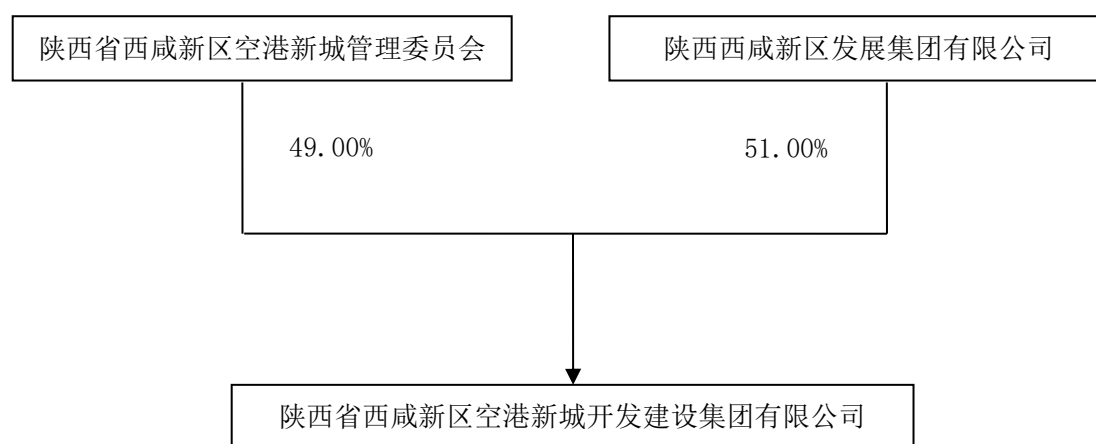 陕西省西咸新区空港新城管理委员会
陕西西咸新区发展集团有限公司
49.00%
51.00%
陕西省西咸新区空港新城开发建设集团有限公司